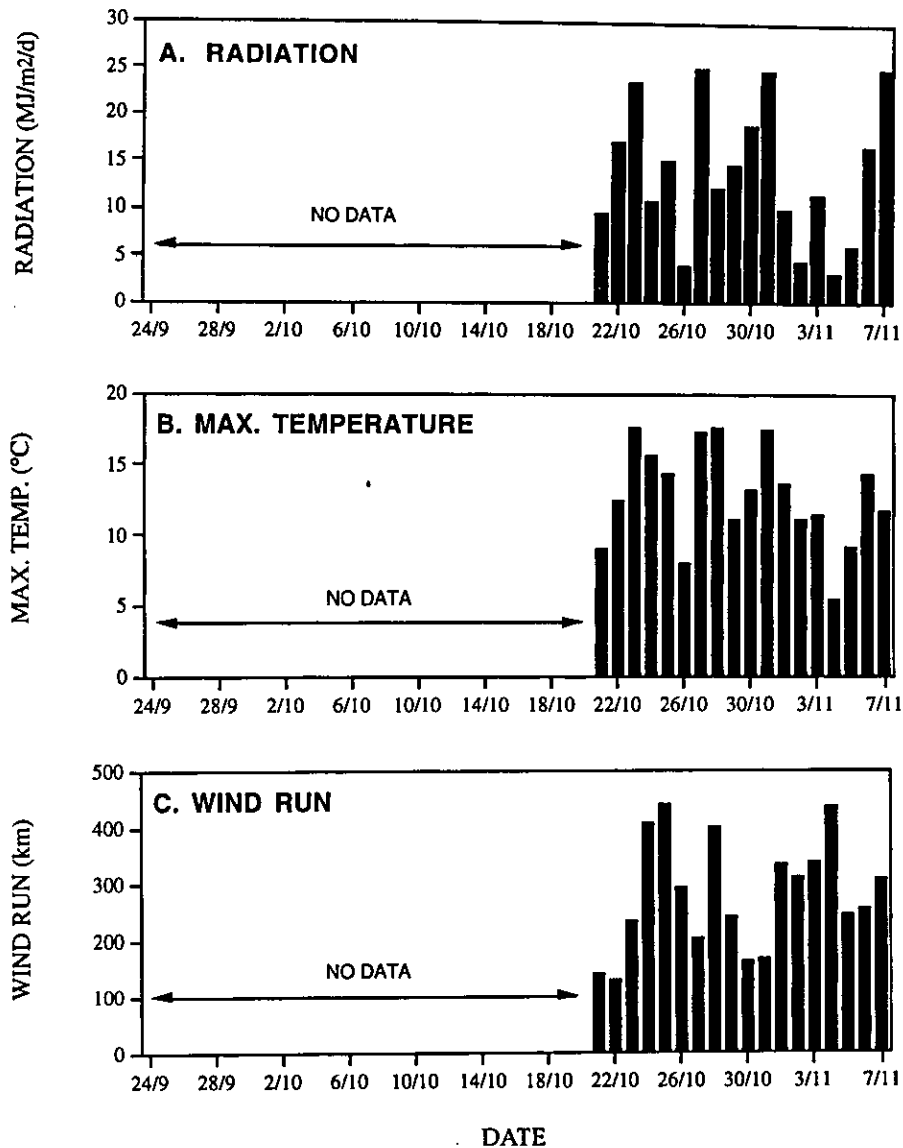 A. RADIATION
RADIATION (MJ/m2/d)
30
25
20
15
10
5
0
NO DATA
24/9 28/9 2/10 6/10 10/10 14/10 18/10 22/10 26/10 30/10 3/11 7/11
B. MAX. TEMPERATURE
MAX. TEMP. (°C)
20
15
10
5
0
NO DATA
24/9 28/9 2/10 6/10 10/10 14/10 18/10 22/10 26/10 30/10 3/11 7/11
C. WIND RUN
WIND RUN (km)
500
400
300
200
100
0
NO DATA
24/9 28/9 2/10 6/10 10/10 14/10 18/10 22/10 26/10 30/10 3/11 7/11
DATE